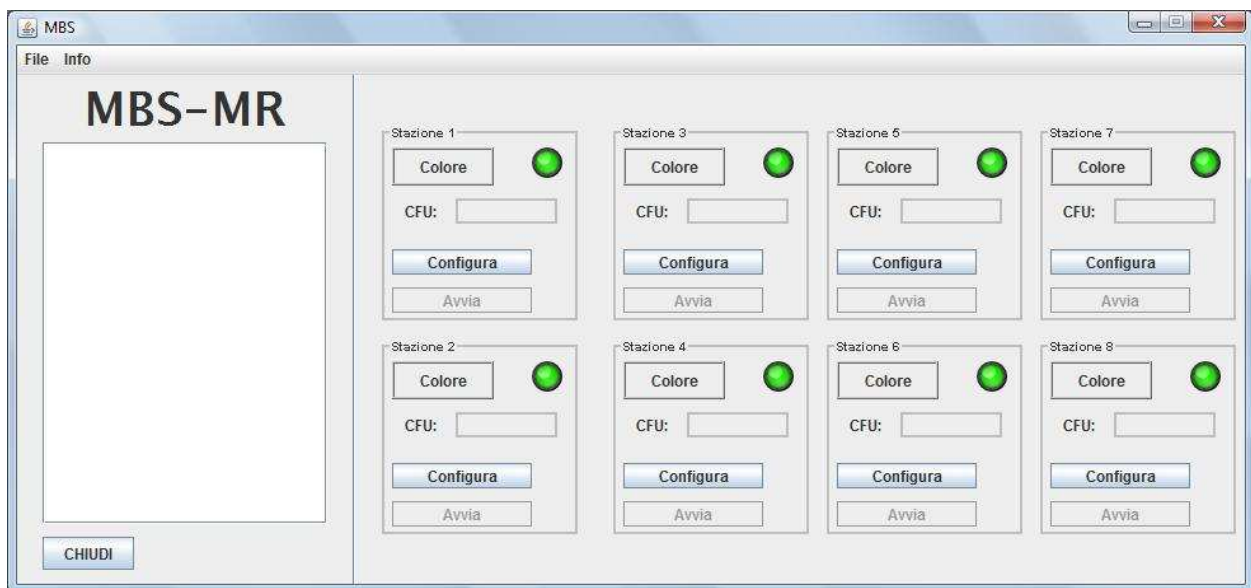 MBS
File Info
MBS-MR
CHIUDI
Stazione 1
Colore
CFU:
Configura
Avvia
Stazione 3
Colore
CFU:
Configura
Avvia
Stazione 5
Colore
CFU:
Configura
Avvia
Stazione 7
Colore
CFU:
Configura
Avvia
Stazione 2
Colore
CFU:
Configura
Avvia
Stazione 4
Colore
CFU:
Configura
Avvia
Stazione 6
Colore
CFU:
Configura
Avvia
Stazione 8
Colore
CFU:
Configura
Avvia